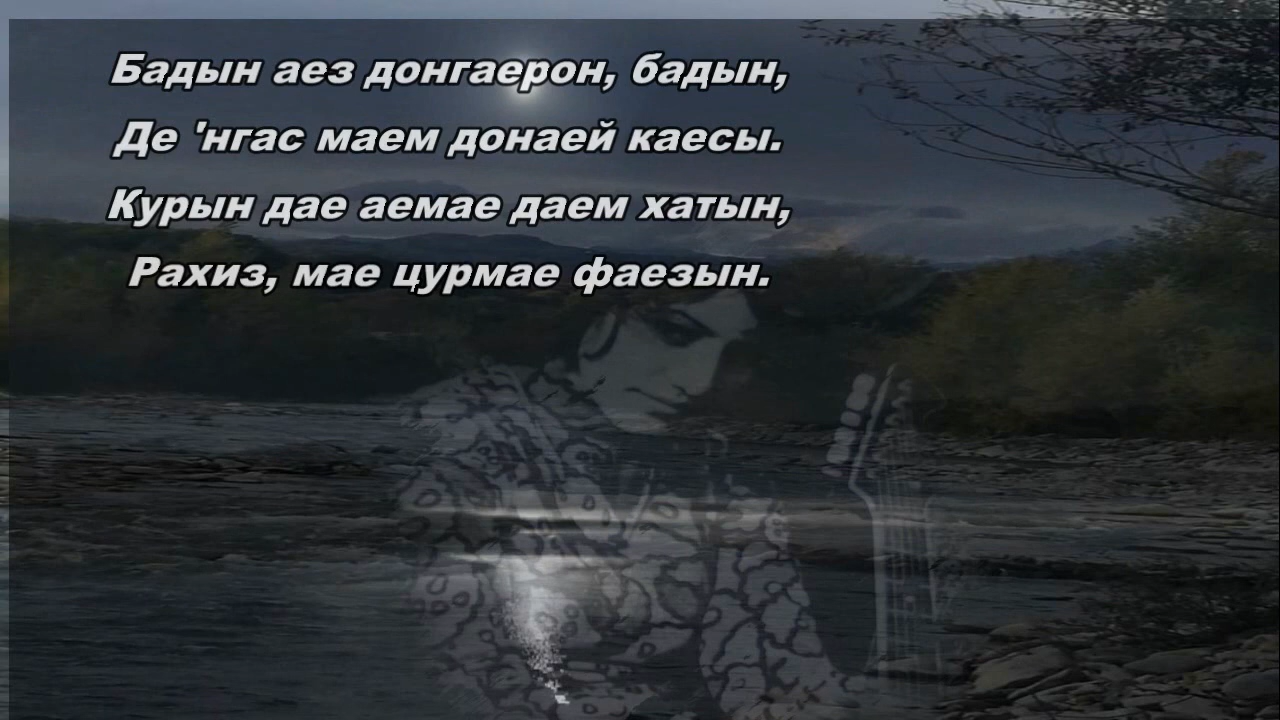 Бадын аез донгаерон, бадын,
Де 'нгас маем донаей каесы.
Курын дае аемае даем хатын,
Рахиз, мае цурмае фаезын.